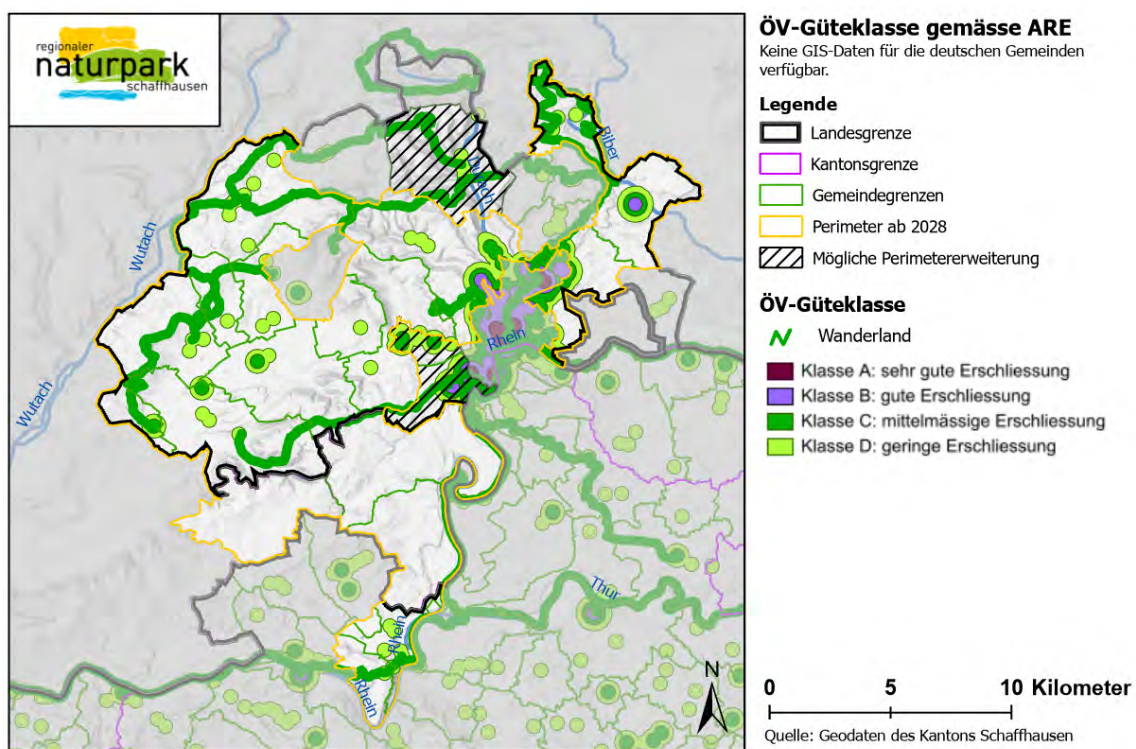 regionaler
naturpark
schaffhausen
Biber
Durach
Wutach
Rhein
Wutach
Thur
Rhein
Rhein
N
ÖV-Güteklasse gemässe ARE
Keine GIS-Daten für die deutschen Gemeinden
verfügbar.
Legende
Landesgrenze
Kantonsgrenze
Gemeindegrenzen
Perimeter ab 2028
Mögliche Perimetererweiterung
ÖV-Güteklasse
Wanderland
Klasse A: sehr gute Erschliessung
Klasse B: gute Erschliessung
Klasse C: mittelmässige Erschliessung
Klasse D: geringe Erschliessung
0 5 10 Kilometer
Quelle: Geodaten des Kantons Schaffhausen